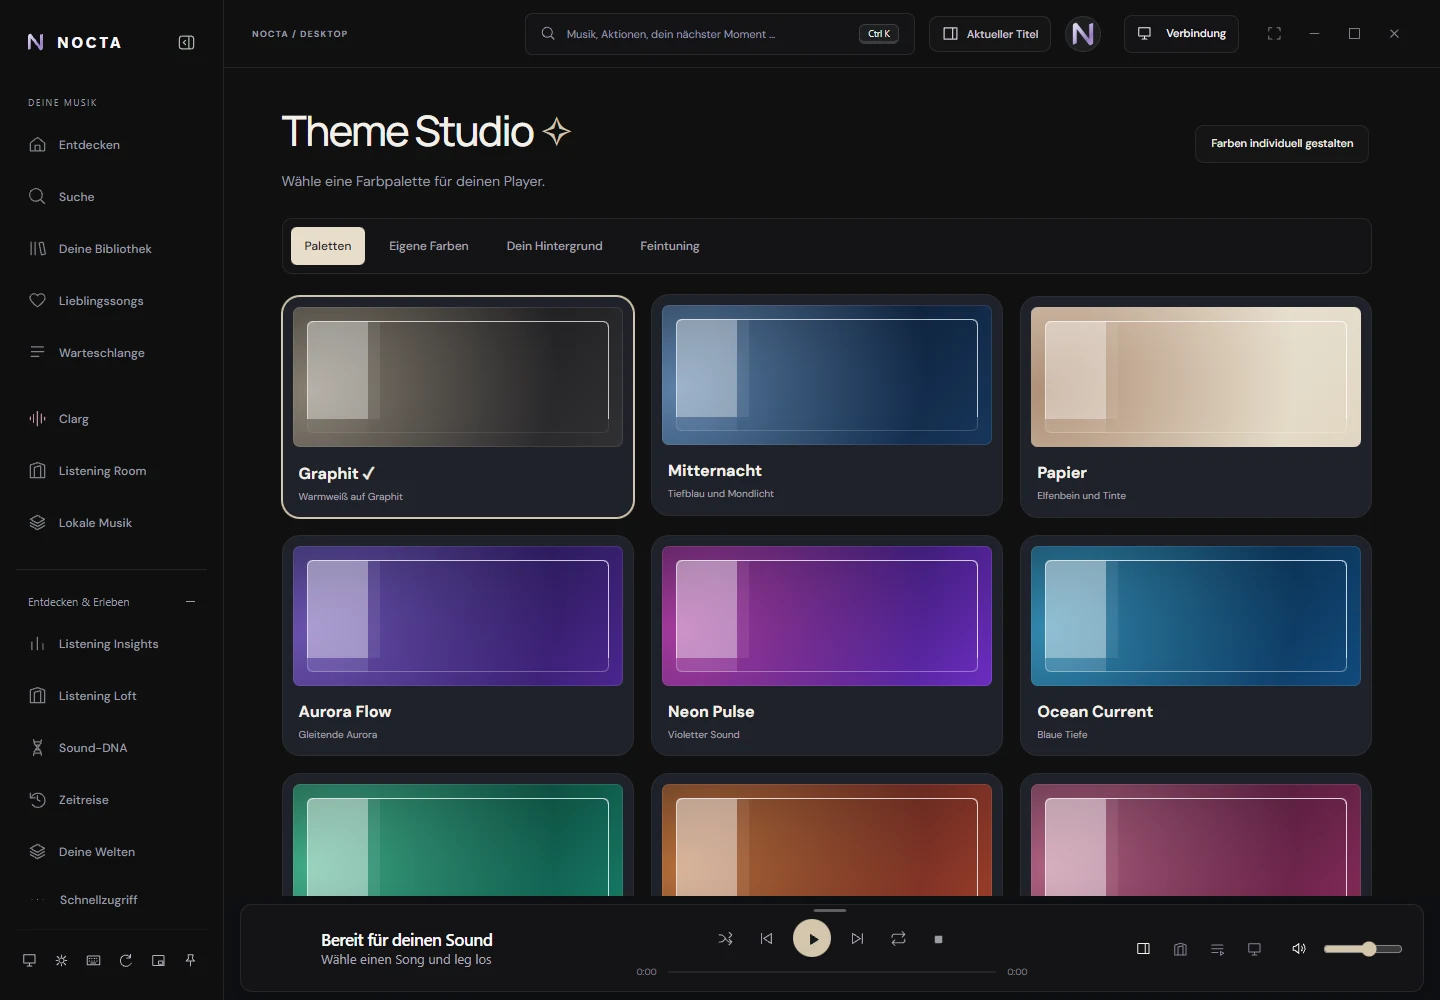 NOCTA
NOCTA / DESKTOP
Musik, Aktionen, dein nächster Moment ...
Ctrl K
Aktueller Titel
Verbindung
DEINE MUSIK
Entdecken
Suche
Deine Bibliothek
Lieblingssongs
Warteschlange
Clarg
Listening Room
Lokale Musik
Entdecken & Erleben
Listening Insights
Listening Loft
Sound-DNA
Zeitreise
Deine Welten
Schnellzugriff
Theme Studio
Wähle eine Farbpalette für deinen Player.
Farben individuell gestalten
Paletten
Eigene Farben
Dein Hintergrund
Feintuning
Graphit ✓
Warmweiß auf Graphit
Mitternacht
Tiefblau und Mondlicht
Papier
Elfenbein und Tinte
Aurora Flow
Gleitende Aurora
Neon Pulse
Violetter Sound
Ocean Current
Blaue Tiefe
Bereit für deinen Sound
Wähle einen Song und leg los
0:00
0:00